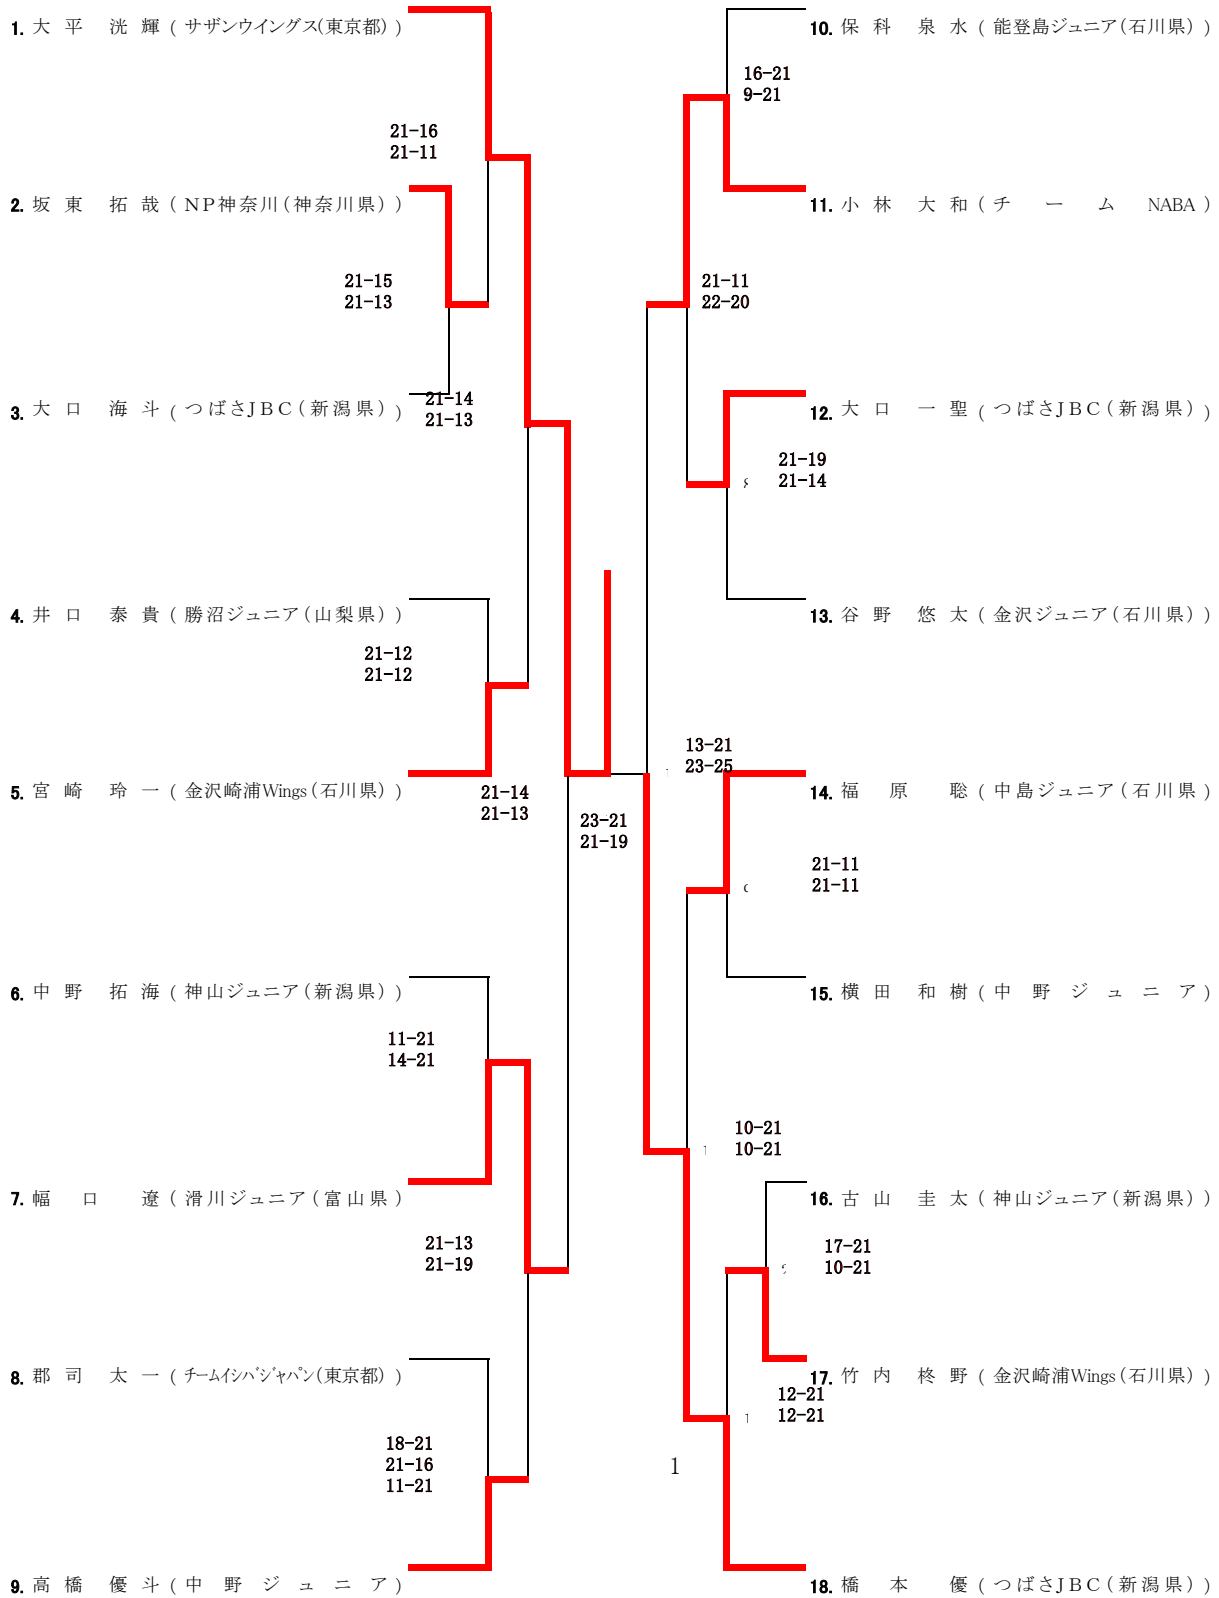 1. 大 平 洸 輝 ( サザンウイングス(東京都) )
21-16
21-11
2. 坂 東 拓 哉 ( NP神奈川(神奈川県) )
21-15
21-13
3. 大 口 海 斗 ( つばさJBC(新潟県) )
21-14
21-13
4. 井 口 泰 貴 ( 勝沼ジュニア(山梨県) )
21-12
21-12
5. 宮 崎 玲 一 ( 金沢崎浦Wings(石川県) )
21-14
21-13
23-21
21-19
6. 中 野 拓 海 ( 神山ジュニア(新潟県) )
11-21
14-21
7. 幅 口 遼 ( 滑川ジュニア(富山県 )
21-13
21-19
8. 郡 司 太 一 ( チームイシバジャパン(東京都) )
18-21
21-16
11-21
9. 高 橋 優 斗 ( 中 野 ジ ュ ニ ア )
10. 保 科 泉 水 ( 能登島ジュニア(石川県) )
16-21
9-21
11. 小 林 大 和 ( チ ー ム NABA )
21-11
22-20
12. 大 口 一 聖 ( つばさJBC(新潟県) )
21-19
21-14
13. 谷 野 悠 太 ( 金沢ジュニア(石川県) )
13-21
23-25
14. 福 原 聡 ( 中島ジュニア(石川県 )
21-11
21-11
15. 横 田 和 樹 ( 中 野 ジ ュ ニ ア )
10-21
10-21
16. 古 山 圭 太 ( 神山ジュニア(新潟県) )
17-21
10-21
17. 竹 内 柊 野 ( 金沢崎浦Wings(石川県) )
12-21
12-21
1
18. 橋 本 優 ( つばさJBC(新潟県) )